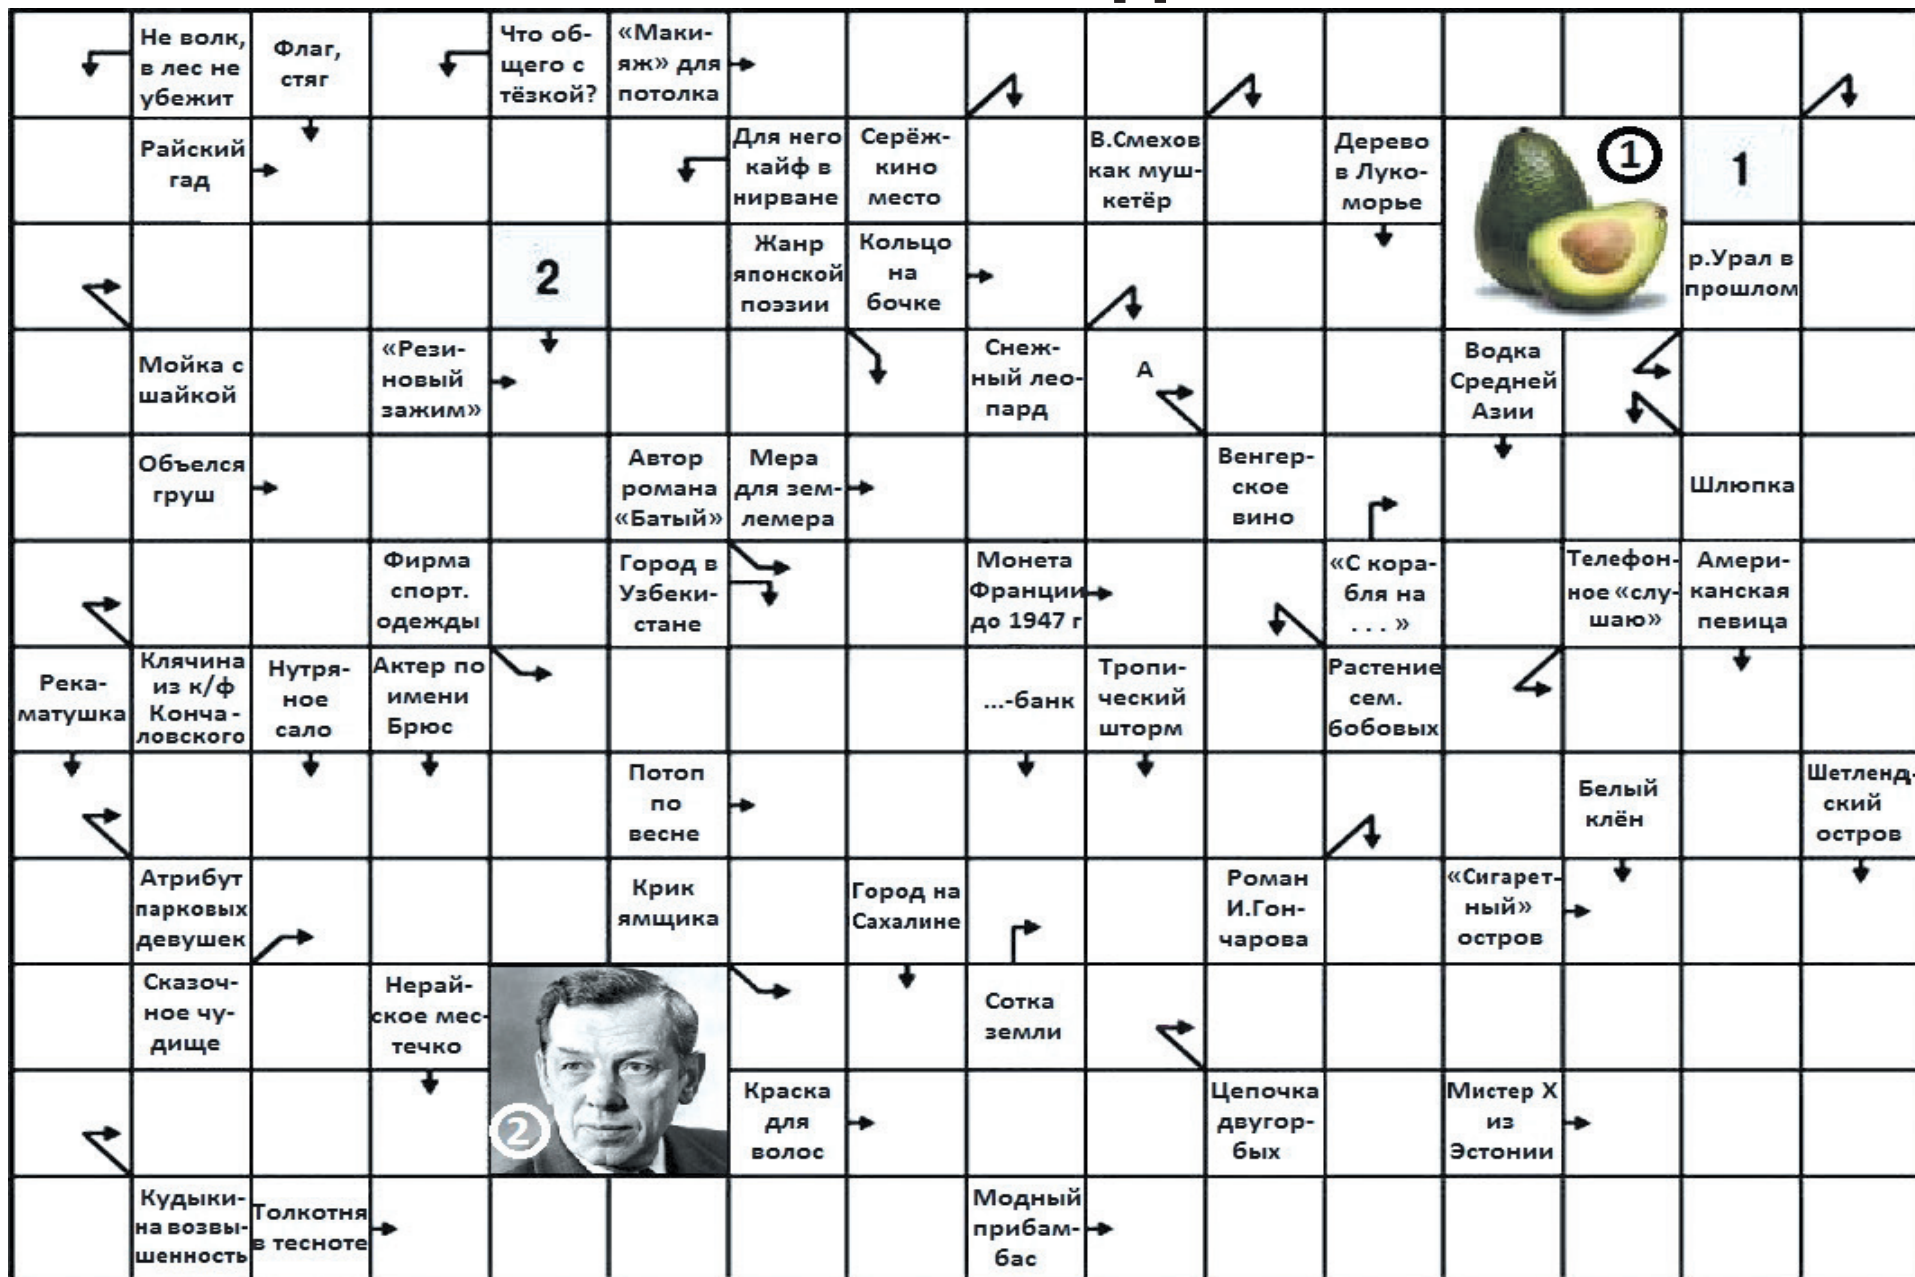 Не волк,
в лес не
убежит
Флаг,
стяг
Что об-
щего с
тёзкой?
«Маки-
яж» для
потолка
Райский
гад
Для него
кайф в
нирване
Серёж-
кино
место
В.Смехов
как муш-
кетёр
Дерево
в Луко-
морье
1
1
2
Жанр
японской
поэзии
Кольцо
на
бочке
р.Урал в
прошлом
Мойка с
шайкой
«Рези-
новый
зажим»
Снеж-
ный лео-
пард
А
Водка
Средней
Азии
Объелся
груш
Автор
романа
«Батый»
Мера
для зем-
лемера
Венгер-
ское
вино
Шлюпка
Фирма
спорт.
одежды
Город в
Узбеки-
стане
Монета
Франции
до 1947 г
«С кора-
бля на
. . . »
Телефон-
ное «слу-
шаю»
Амери-
канская
певица
Река-
матушка
Клячина
из к/ф
Конча-
ловского
Нутря-
ное
сало
Актер по
имени
Брюс
...-банк
Тропи-
ческий
шторм
Растение
сем.
бобовых
Потоп
по
весне
Белый
клён
Шетленд-
ский
остров
Атрибут
парковых
девушек
Крик
ямщика
Город на
Сахалине
Роман
И.Гон-
чарова
«Сигарет-
ный»
остров
Сказоч-
ное чу-
дище
Нерай-
ское мес-
течко
Сотка
земли
2
Краска
для
волос
Цепочка
двугор-
бых
Мистер Х
из
Эстонии
Кудыки-
на возвы-
шенность
Толкотня
в тесноте
Модный
прибам-
бас